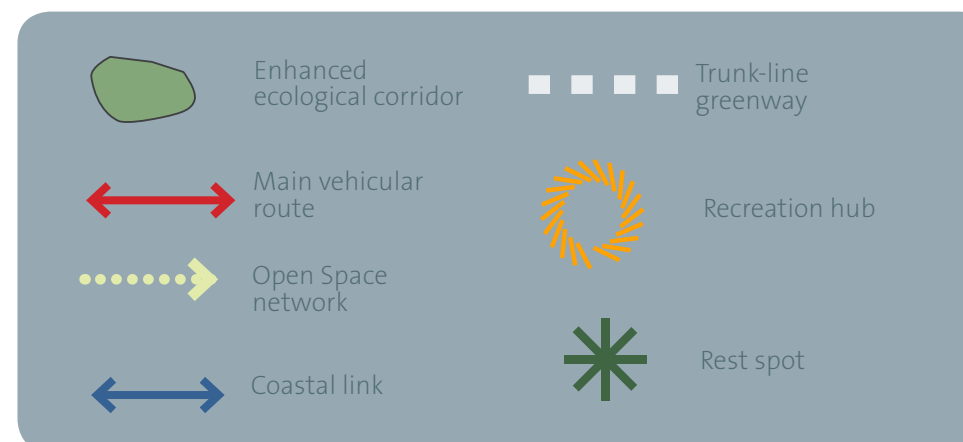 Enhanced
ecological corridor
Main vehicular
route
Open Space
network
Coastal link
Trunk-line
greenway
Recreation hub
Rest spot